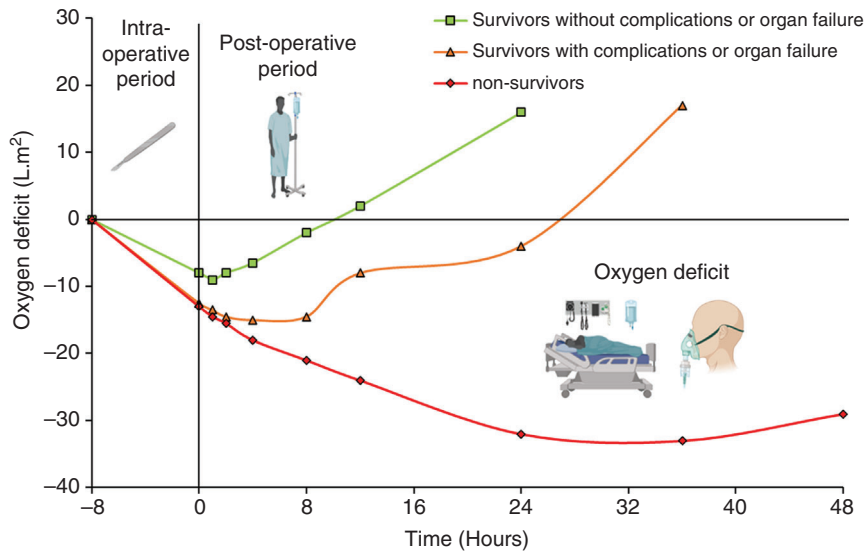 Survivors without complications or organ failure
Survivors with complications or organ failure
non-survivors
Intra-
operative
period
Post-operative
period
Oxygen deficit
Oxygen deficit (L.m²)
30
20
10
0
–10
–20
–30
–40
–8
0
8
16
24
32
40
48
Time (Hours)